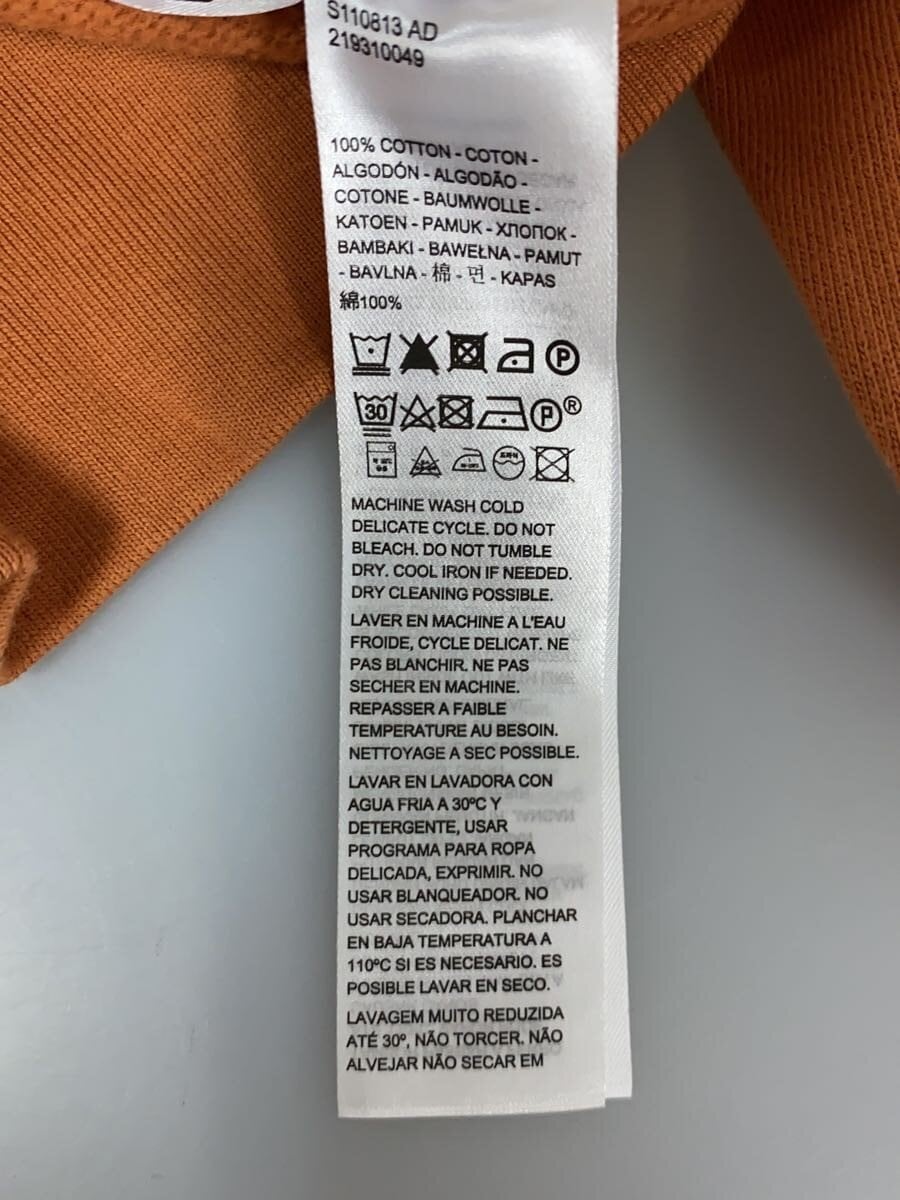 S110813 AD
219310049
100% COTTON - COTON -
ALGODÓN - ALGODÃO -
COTONE - BAUMWOLLE -
KATOEN - PAMUK - ХЛОПОК -
BAMBAKI - BAWEŁNA - PAMUT
- BAVLNA - 棉 - 면 - KAPAS
綿100%
P
30 P®
MACHINE WASH COLD
DELICATE CYCLE. DO NOT
BLEACH. DO NOT TUMBLE
DRY. COOL IRON IF NEEDED.
DRY CLEANING POSSIBLE.
LAVER EN MACHINE A L'EAU
FROIDE, CYCLE DELICAT. NE
PAS BLANCHIR. NE PAS
SECHER EN MACHINE.
REPASSER A FAIBLE
TEMPERATURE AU BESOIN.
NETTOYAGE A SEC POSSIBLE.
LAVAR EN LAVADORA CON
AGUA FRIA A 30ºC Y
DETERGENTE, USAR
PROGRAMA PARA ROPA
DELICADA, EXPRIMIR. NO
USAR BLANQUEADOR. NO
USAR SECADORA. PLANCHAR
EN BAJA TEMPERATURA A
110ºC SI ES NECESARIO. ES
POSIBLE LAVAR EN SECO.
LAVAGEM MUITO REDUZIDA
ATÉ 30º, NÃO TORCER. NÃO
ALVEJAR NÃO SECAR EM